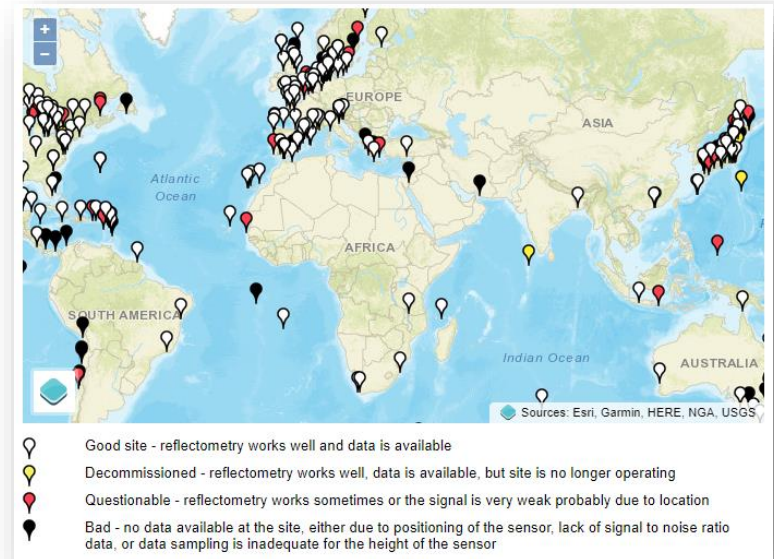 +
−
EUROPE
ASIA
Atlantic
Ocean
AFRICA
SOUTH AMERICA
Indian Ocean
AUSTRALIA
Sources: Esri, Garmin, HERE, NGA, USGS
Good site - reflectometry works well and data is available
Decommissioned - reflectometry works well, data is available, but site is no longer operating
Questionable - reflectometry works sometimes or the signal is very weak probably due to location
Bad - no data available at the site, either due to positioning of the sensor, lack of signal to noise ratio
data, or data sampling is inadequate for the height of the sensor